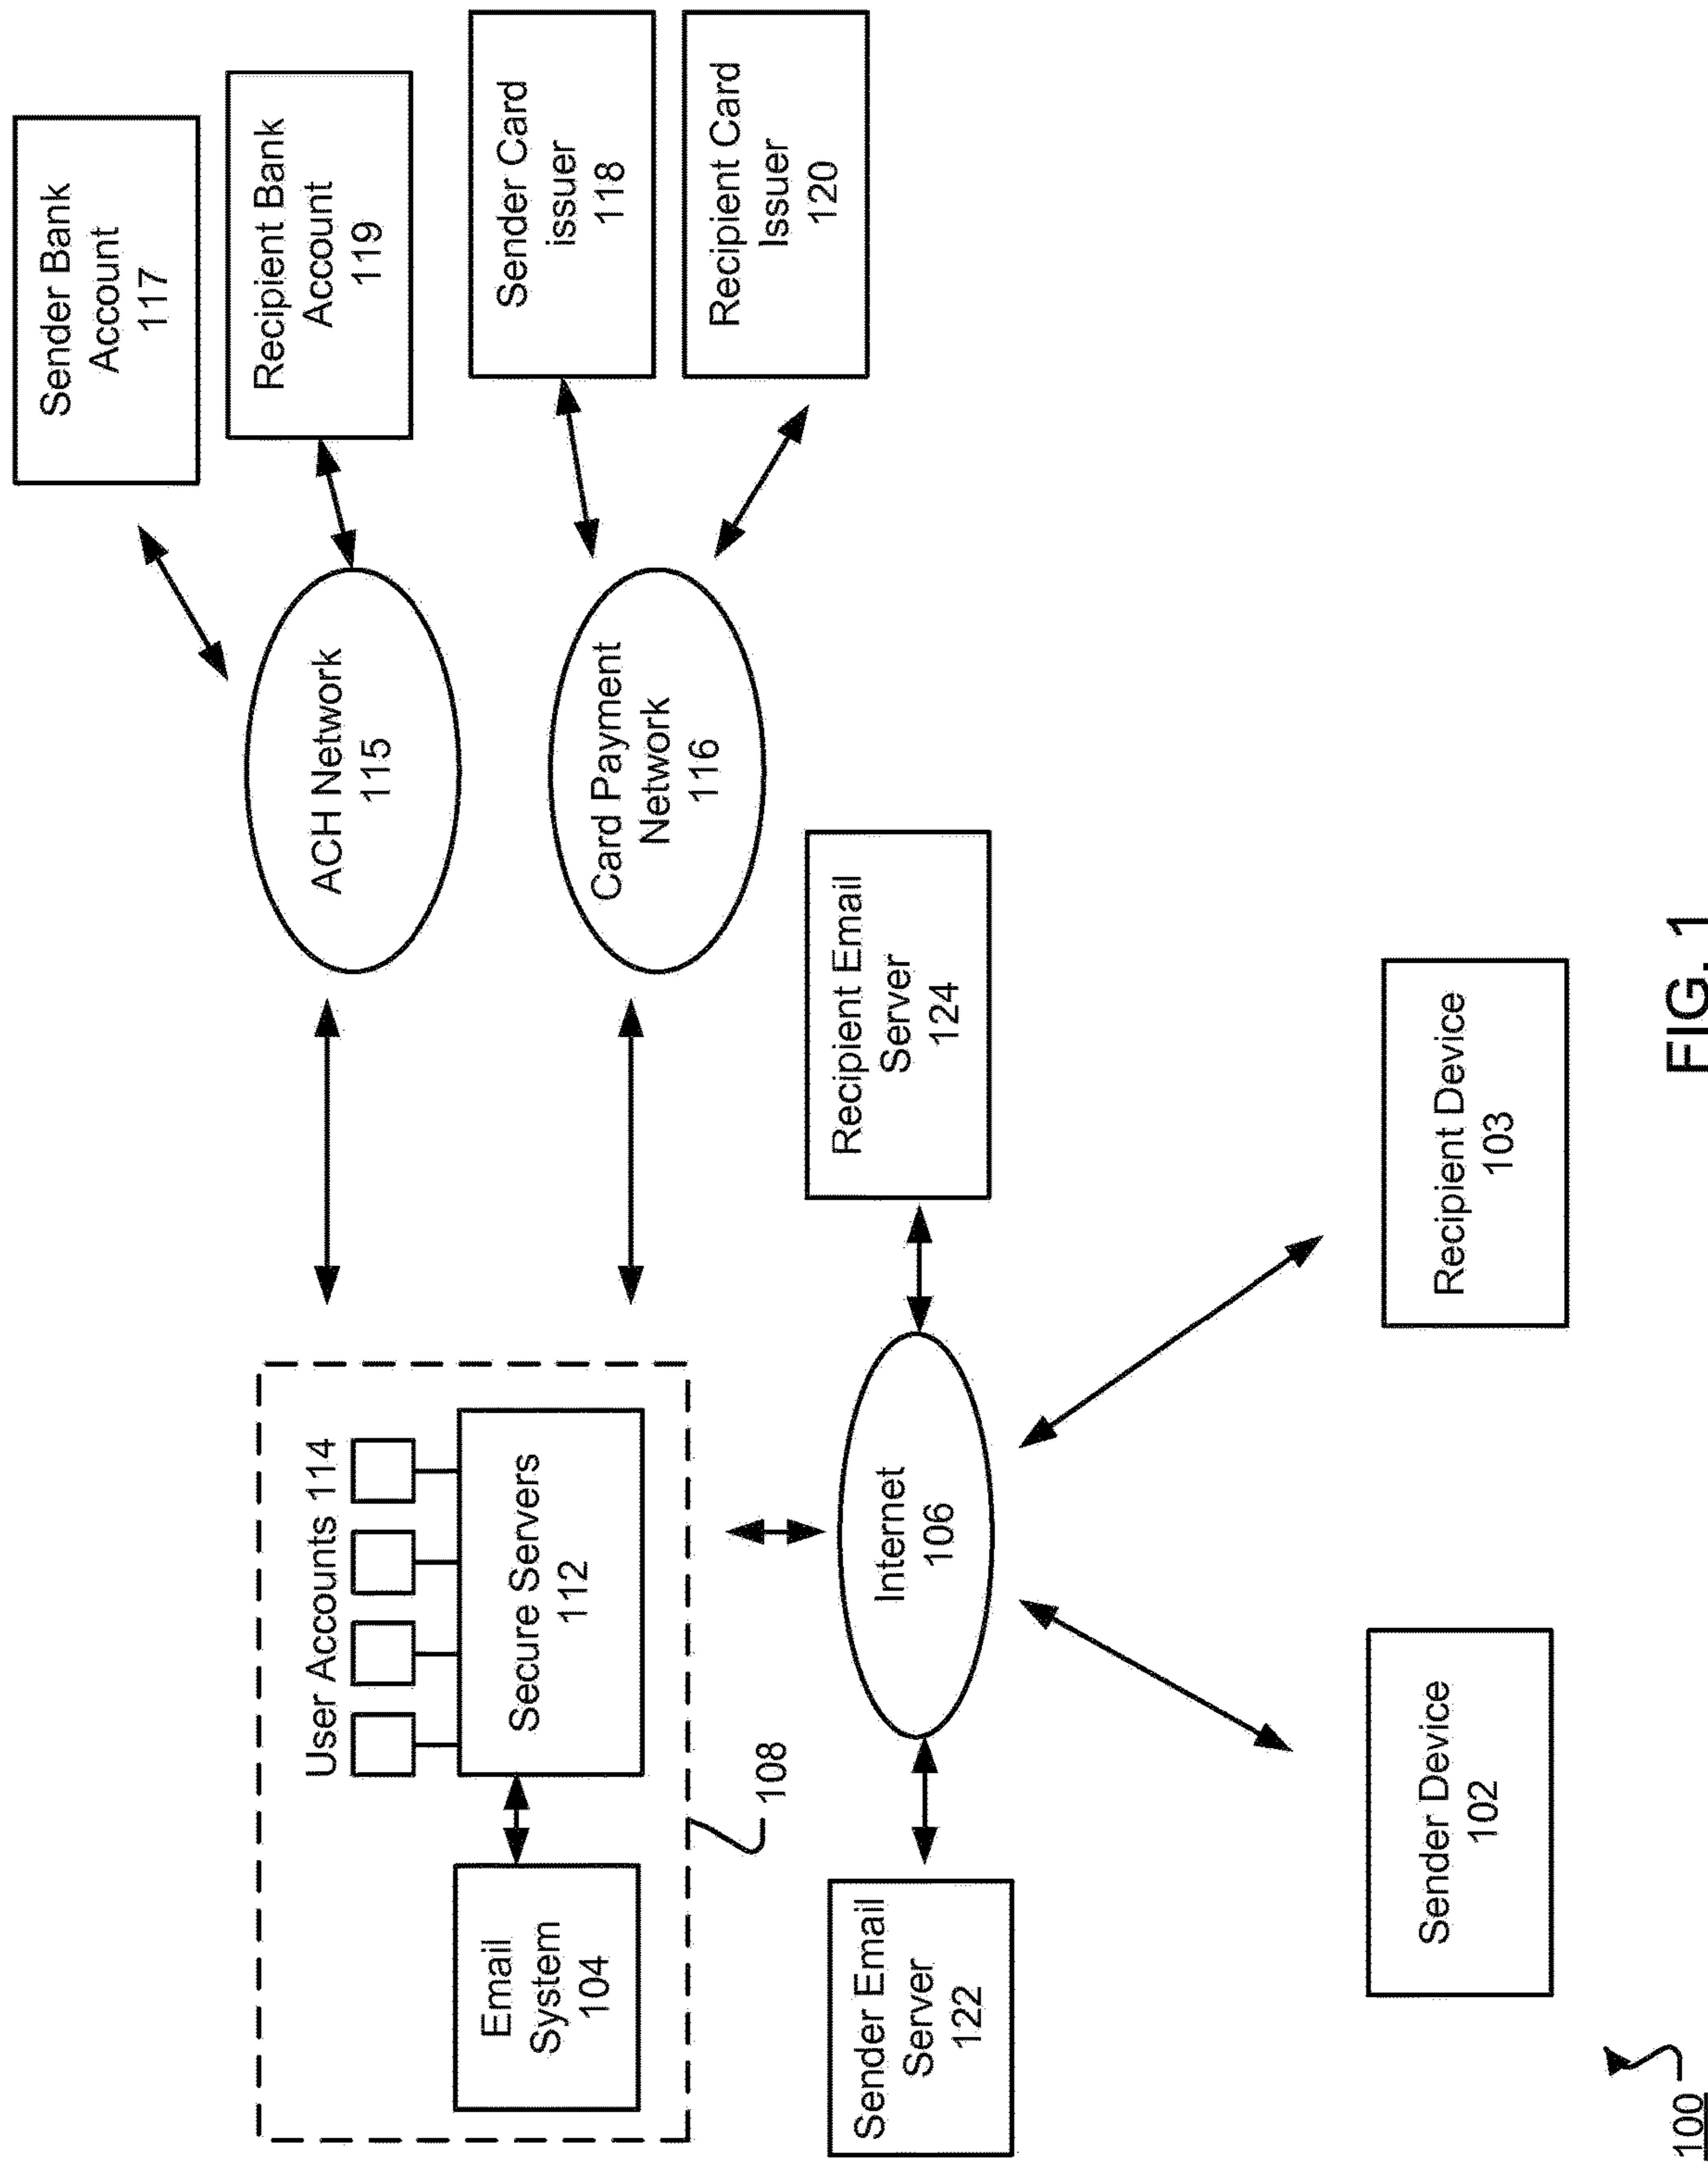 Sender Bank
Account
117
Recipient Bank
Account
119
Sender Card
issuer
118
Recipient Card
Issuer
120
ACH Network
115
Card Payment
Network
116
User Accounts 114
Secure Servers
112
Email
System
104
108
Recipient Email
Server
124
Internet
106
Sender Email
Server
122
Recipient Device
103
Sender Device
102
100
FIG. 1